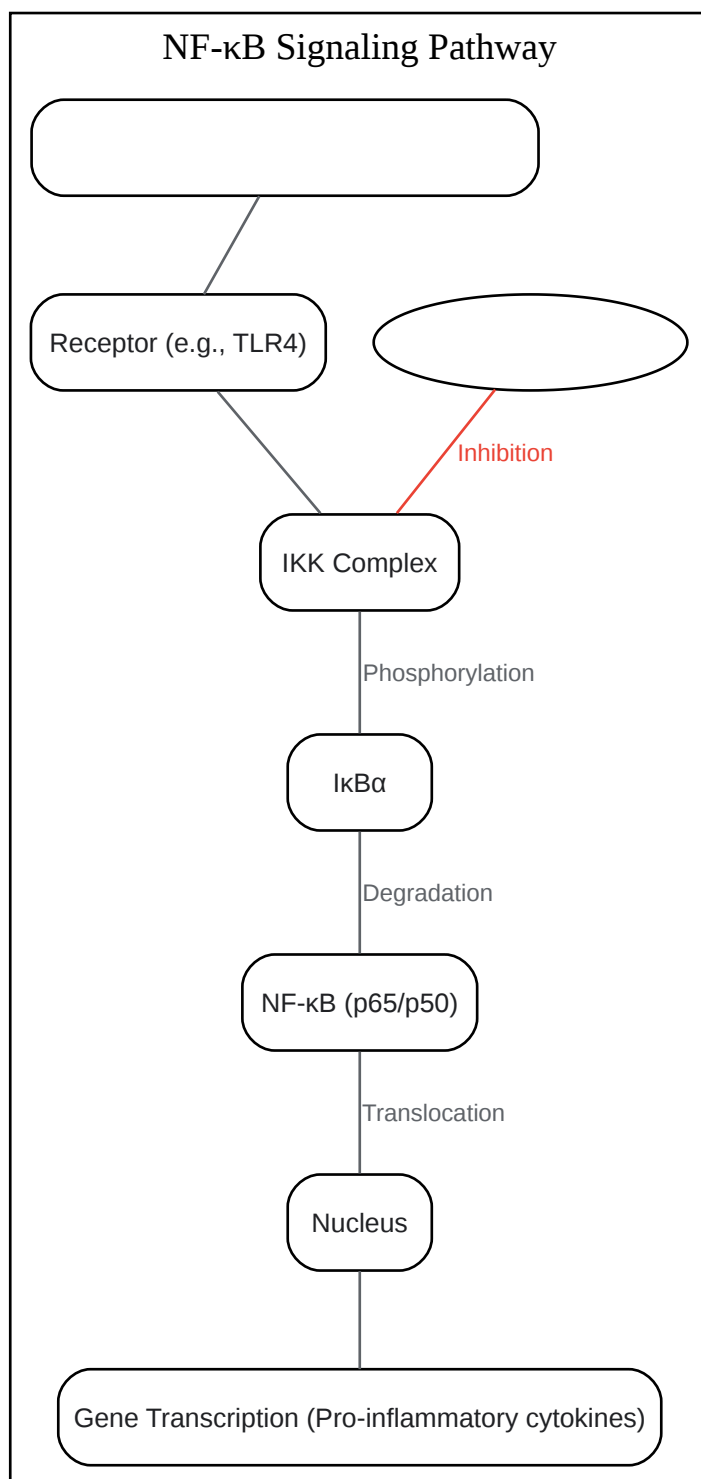 NF-κB Signaling Pathway
Receptor (e.g., TLR4)
Inhibition
IKK Complex
Phosphorylation
IκBα
Degradation
NF-κB (p65/p50)
Translocation
Nucleus
Gene Transcription (Pro-inflammatory cytokines)